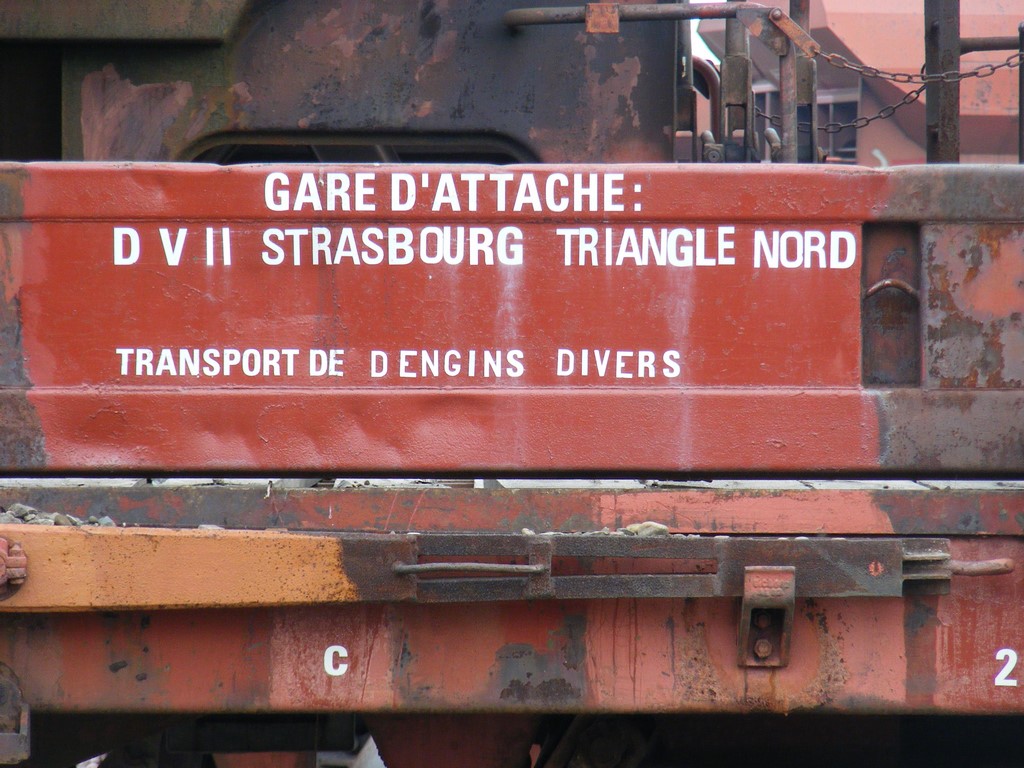 GARE D'ATTACHE:
D V II STRASBOURG TRIANGLE NORD
TRANSPORT DE D ENGINS DIVERS
C
2